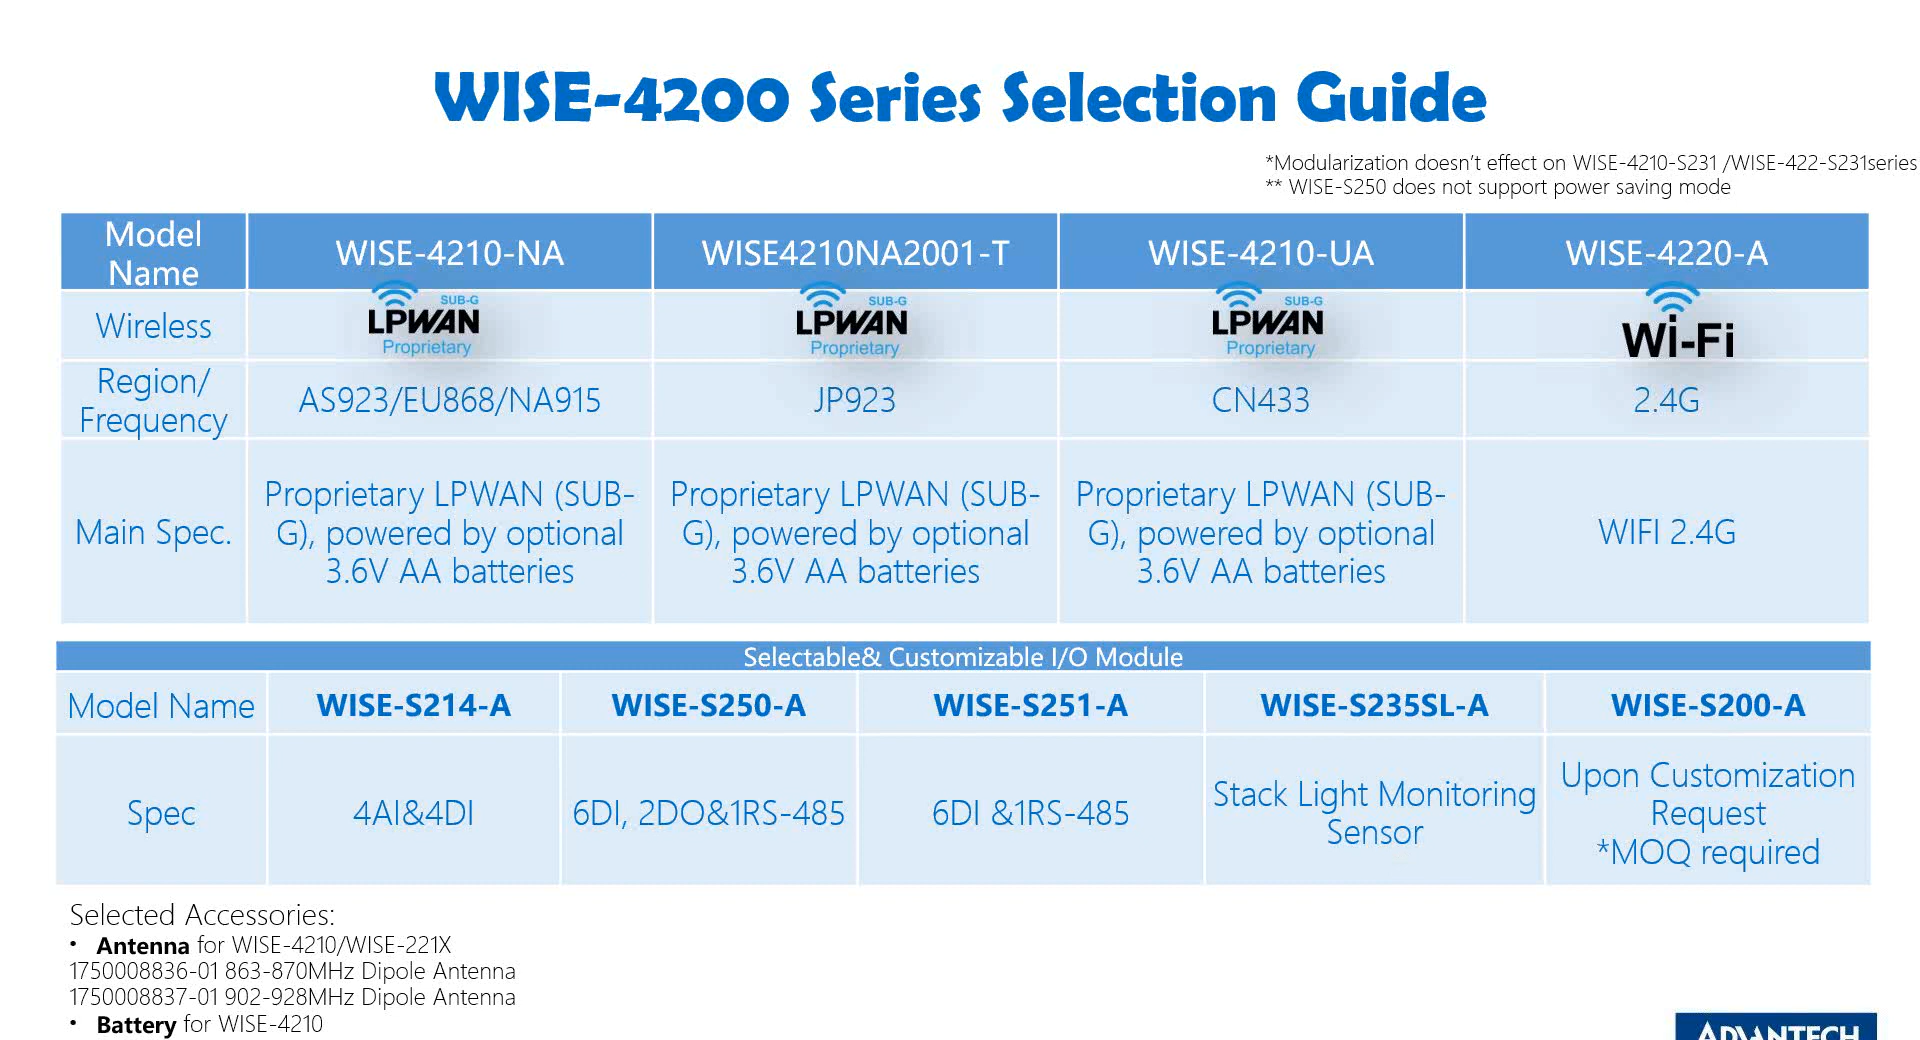 WISE-4200 Series Selection Guide
*Modularization doesn't effect on WISE-4210-S231 /WISE-422-S231series
** WISE-S250 does not support power saving mode
Model Name WISE-4210-NA WISE4210NA2001-T WISE-4210-UA WISE-4220-A
Wireless SUB-G LPWAN Proprietary SUB-G LPWAN Proprietary SUB-G LPWAN Proprietary Wi-Fi
Region/ Frequency AS923/EU868/NA915 JP923 CN433 2.4G
Main Spec. Proprietary LPWAN (SUB-G), powered by optional 3.6V AA batteries Proprietary LPWAN (SUB-G), powered by optional 3.6V AA batteries Proprietary LPWAN (SUB-G), powered by optional 3.6V AA batteries WIFI 2.4G
Selectable& Customizable I/O Module
Model Name WISE-S214-A WISE-S250-A WISE-S251-A WISE-S235SL-A WISE-S200-A
Spec 4AI&4DI 6DI, 2DO&1RS-485 6DI &1RS-485 Stack Light Monitoring Sensor Upon Customization Request *MOQ required
Selected Accessories:
• Antenna for WISE-4210/WISE-221X
1750008836-01 863-870MHz Dipole Antenna
1750008837-01 902-928MHz Dipole Antenna
• Battery for WISE-4210
ADVANTECH